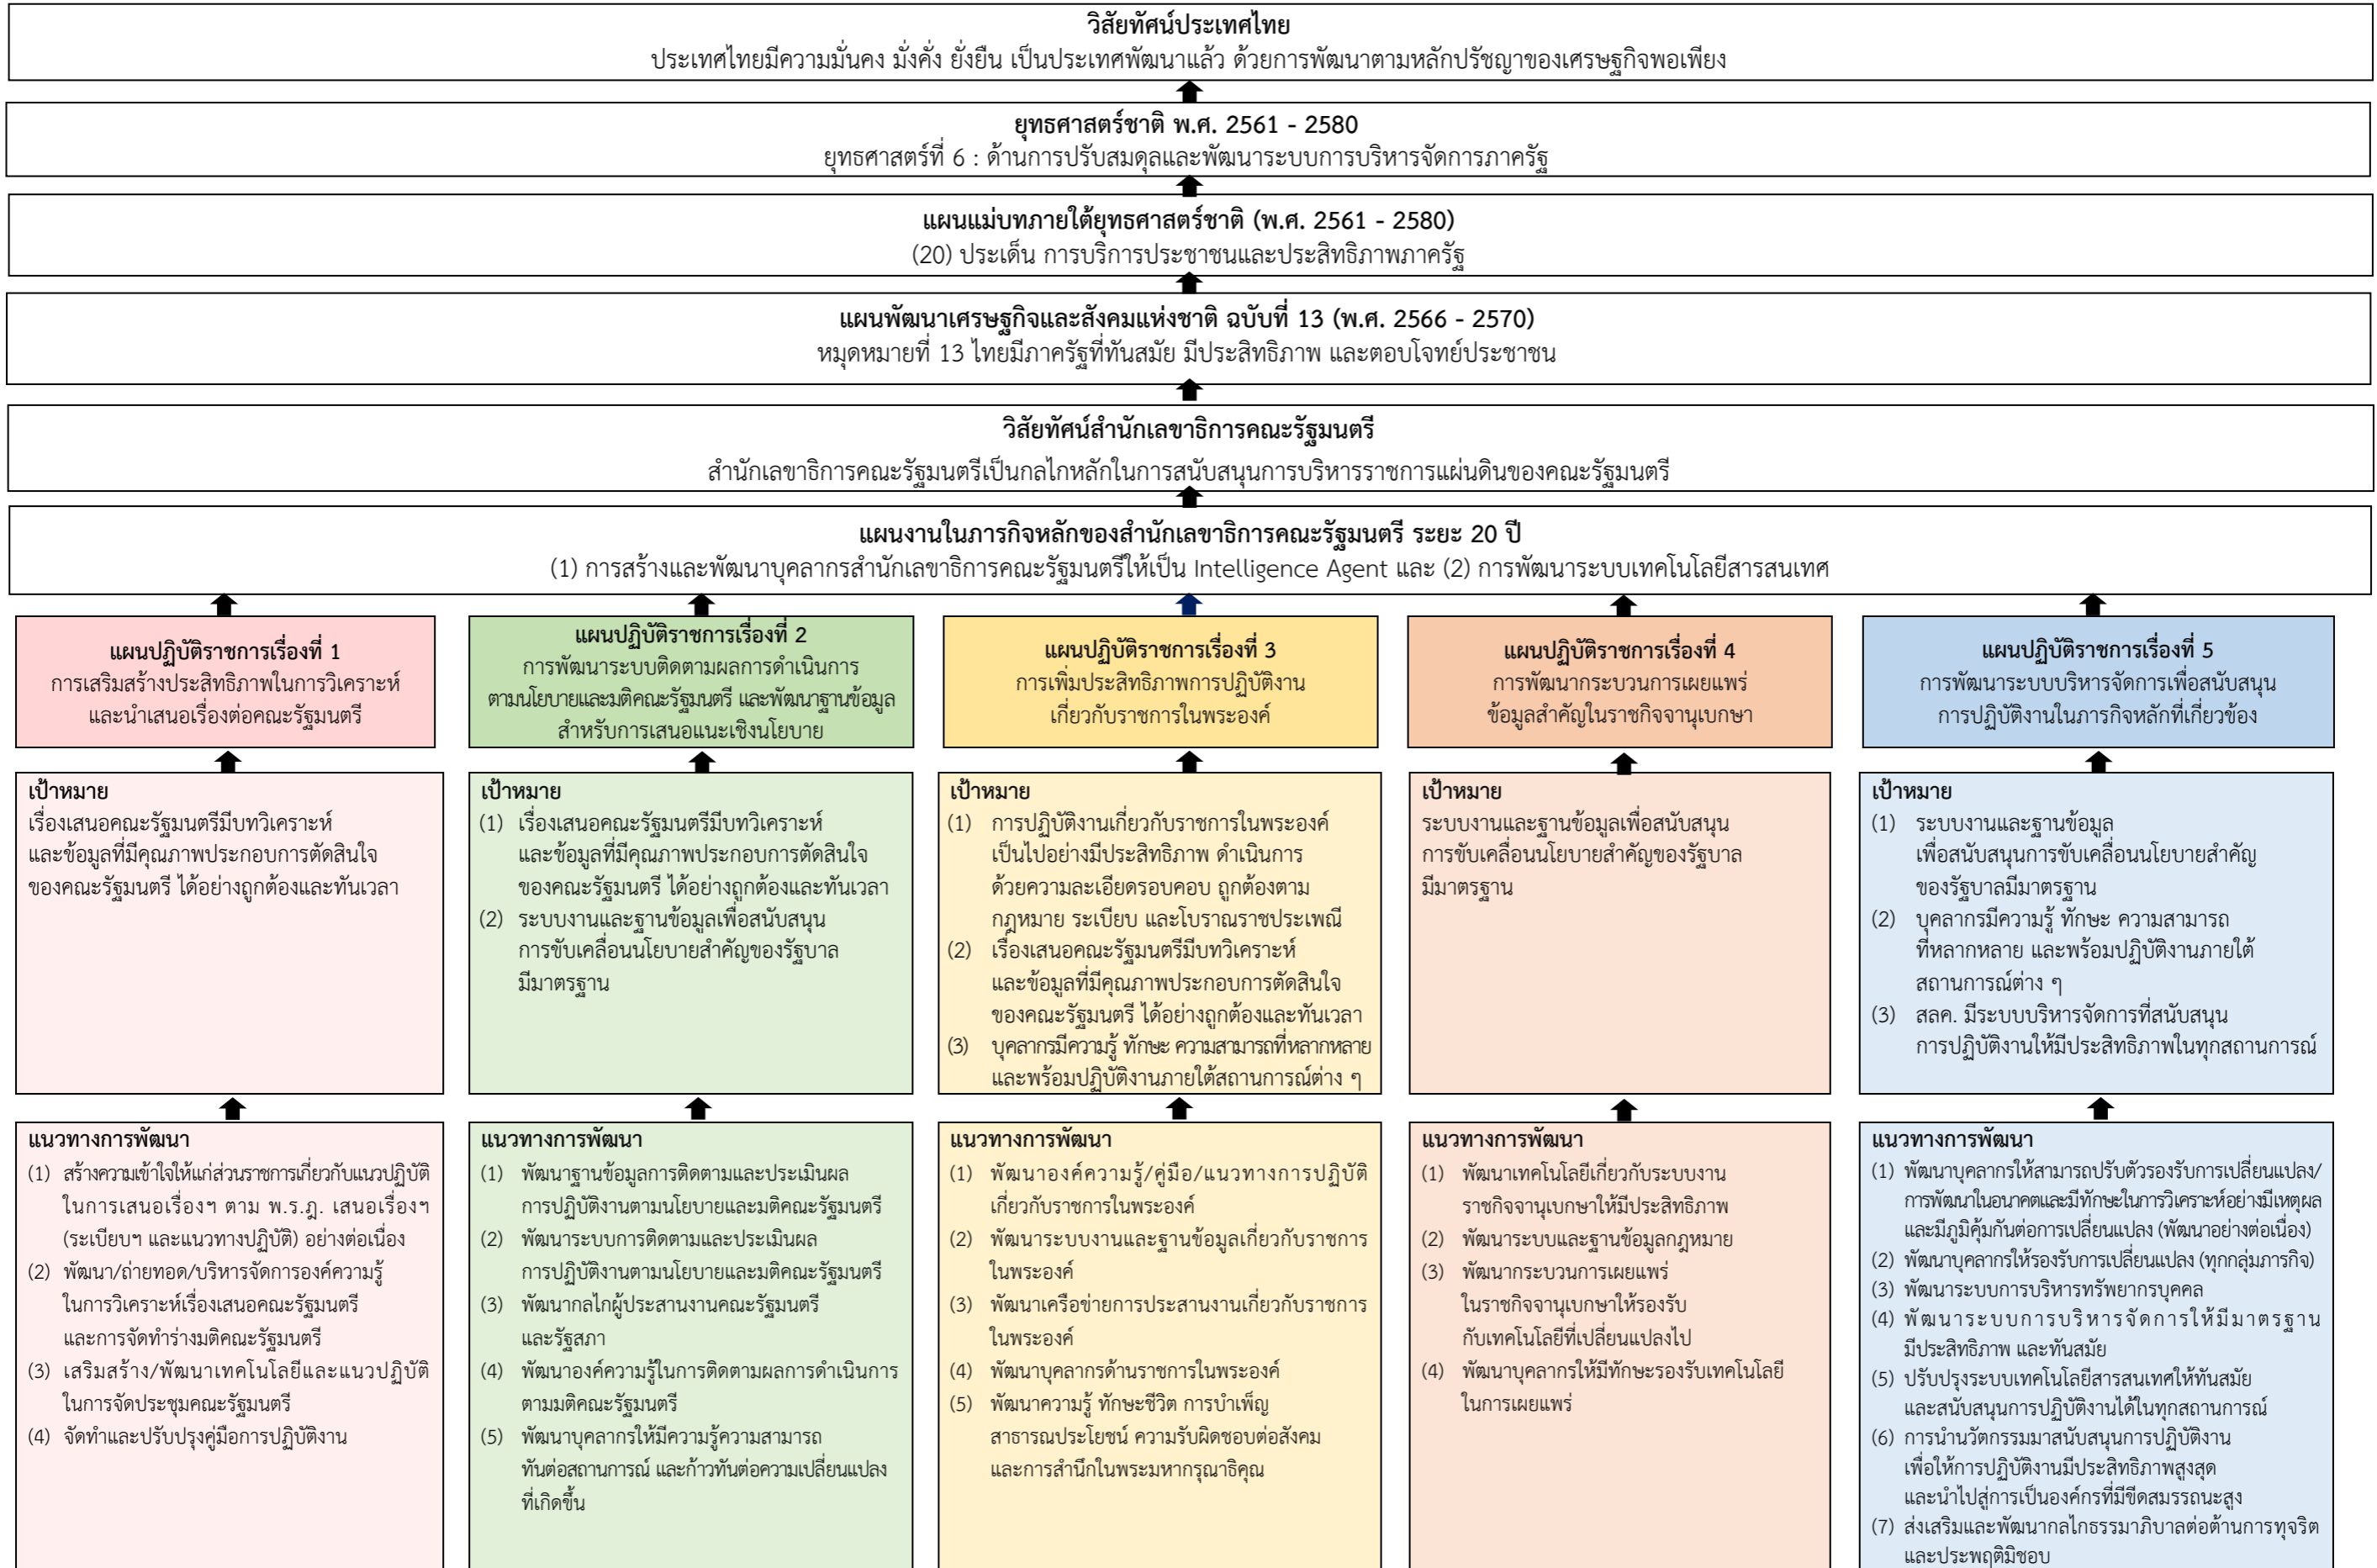 วิสัยทัศน์ประเทศไทย
ประเทศไทยมีความมั่นคง มั่งคั่ง ยั่งยืน เป็นประเทศพัฒนาแล้ว ด้วยการพัฒนาตามหลักปรัชญาของเศรษฐกิจพอเพียง
ยุทธศาสตร์ชาติ พ.ศ. 2561 - 2580
ยุทธศาสตร์ที่ 6 : ด้านการปรับสมดุลและพัฒนาระบบการบริหารจัดการภาครัฐ
แผนแม่บทภายใต้ยุทธศาสตร์ชาติ (พ.ศ. 2561 - 2580)
(20) ประเด็น การบริการประชาชนและประสิทธิภาพภาครัฐ
แผนพัฒนาเศรษฐกิจและสังคมแห่งชาติ ฉบับที่ 13 (พ.ศ. 2566 - 2570)
หมุดหมายที่ 13 ไทยมีภาครัฐที่ทันสมัย มีประสิทธิภาพ และตอบโจทย์ประชาชน
วิสัยทัศน์สำนักเลขาธิการคณะรัฐมนตรี
สำนักเลขาธิการคณะรัฐมนตรีเป็นกลไกหลักในการสนับสนุนการบริหารราชการแผ่นดินของคณะรัฐมนตรี
แผนงานในภารกิจหลักของสำนักเลขาธิการคณะรัฐมนตรี ระยะ 20 ปี
(1) การสร้างและพัฒนาบุคลากรสำนักเลขาธิการคณะรัฐมนตรีให้เป็น Intelligence Agent และ (2) การพัฒนาระบบเทคโนโลยีสารสนเทศ
แผนปฏิบัติราชการเรื่องที่ 1
การเสริมสร้างประสิทธิภาพในการวิเคราะห์
และนำเสนอเรื่องต่อคณะรัฐมนตรี
เป้าหมาย
เรื่องเสนอคณะรัฐมนตรีมีบทวิเคราะห์
และข้อมูลที่มีคุณภาพประกอบการตัดสินใจ
ของคณะรัฐมนตรี ได้อย่างถูกต้องและทันเวลา
แนวทางการพัฒนา
(1) สร้างความเข้าใจให้แก่ส่วนราชการเกี่ยวกับแนวปฏิบัติ
ในการเสนอเรื่องฯ ตาม พ.ร.ฎ. เสนอเรื่องฯ
(ระเบียบฯ และแนวทางปฏิบัติ) อย่างต่อเนื่อง
(2) พัฒนา/ถ่ายทอด/บริหารจัดการองค์ความรู้
ในการวิเคราะห์เรื่องเสนอคณะรัฐมนตรี
และการจัดทำร่างมติคณะรัฐมนตรี
(3) เสริมสร้าง/พัฒนาเทคโนโลยีและแนวปฏิบัติ
ในการจัดประชุมคณะรัฐมนตรี
(4) จัดทำและปรับปรุงคู่มือการปฏิบัติงาน
แผนปฏิบัติราชการเรื่องที่ 2
การพัฒนาระบบติดตามผลการดำเนินการ
ตามนโยบายและมติคณะรัฐมนตรี และพัฒนาฐานข้อมูล
สำหรับการเสนอแนะเชิงนโยบาย
เป้าหมาย
(1) เรื่องเสนอคณะรัฐมนตรีมีบทวิเคราะห์
และข้อมูลที่มีคุณภาพประกอบการตัดสินใจ
ของคณะรัฐมนตรี ได้อย่างถูกต้องและทันเวลา
(2) ระบบงานและฐานข้อมูลเพื่อสนับสนุน
การขับเคลื่อนนโยบายสำคัญของรัฐบาล
มีมาตรฐาน
แนวทางการพัฒนา
(1) พัฒนาฐานข้อมูลการติดตามและประเมินผล
การปฏิบัติงานตามนโยบายและมติคณะรัฐมนตรี
(2) พัฒนาระบบการติดตามและประเมินผล
การปฏิบัติงานตามนโยบายและมติคณะรัฐมนตรี
(3) พัฒนากลไกผู้ประสานงานคณะรัฐมนตรี
และรัฐสภา
(4) พัฒนาองค์ความรู้ในการติดตามผลการดำเนินการ
ตามมติคณะรัฐมนตรี
(5) พัฒนาบุคลากรให้มีความรู้ความสามารถ
ทันต่อสถานการณ์ และก้าวทันต่อความเปลี่ยนแปลง
ที่เกิดขึ้น
แผนปฏิบัติราชการเรื่องที่ 3
การเพิ่มประสิทธิภาพการปฏิบัติงาน
เกี่ยวกับราชการในพระองค์
เป้าหมาย
(1) การปฏิบัติงานเกี่ยวกับราชการในพระองค์
เป็นไปอย่างมีประสิทธิภาพ ดำเนินการ
ด้วยความละเอียดรอบคอบ ถูกต้องตาม
กฎหมาย ระเบียบ และโบราณราชประเพณี
(2) เรื่องเสนอคณะรัฐมนตรีมีบทวิเคราะห์
และข้อมูลที่มีคุณภาพประกอบการตัดสินใจ
ของคณะรัฐมนตรี ได้อย่างถูกต้องและทันเวลา
(3) บุคลากรมีความรู้ ทักษะ ความสามารถที่หลากหลาย
และพร้อมปฏิบัติงานภายใต้สถานการณ์ต่าง ๆ
แนวทางการพัฒนา
(1) พัฒนาองค์ความรู้/คู่มือ/แนวทางการปฏิบัติ
เกี่ยวกับราชการในพระองค์
(2) พัฒนาระบบงานและฐานข้อมูลเกี่ยวกับราชการ
ในพระองค์
(3) พัฒนาเครือข่ายการประสานงานเกี่ยวกับราชการ
ในพระองค์
(4) พัฒนาบุคลากรด้านราชการในพระองค์
(5) พัฒนาความรู้ ทักษะชีวิต การบำเพ็ญ
สาธารณประโยชน์ ความรับผิดชอบต่อสังคม
และการสำนึกในพระมหากรุณาธิคุณ
แผนปฏิบัติราชการเรื่องที่ 4
การพัฒนากระบวนการเผยแพร่
ข้อมูลสำคัญในราชกิจจานุเบกษา
เป้าหมาย
ระบบงานและฐานข้อมูลเพื่อสนับสนุน
การขับเคลื่อนนโยบายสำคัญของรัฐบาล
มีมาตรฐาน
แนวทางการพัฒนา
(1) พัฒนาเทคโนโลยีเกี่ยวกับระบบงาน
ราชกิจจานุเบกษาให้มีประสิทธิภาพ
(2) พัฒนาระบบและฐานข้อมูลกฎหมาย
(3) พัฒนากระบวนการเผยแพร่
ในราชกิจจานุเบกษาให้รองรับ
กับเทคโนโลยีที่เปลี่ยนแปลงไป
(4) พัฒนาบุคลากรให้มีทักษะรองรับเทคโนโลยี
ในการเผยแพร่
แผนปฏิบัติราชการเรื่องที่ 5
การพัฒนาระบบบริหารจัดการเพื่อสนับสนุน
การปฏิบัติงานในภารกิจหลักที่เกี่ยวข้อง
เป้าหมาย
(1) ระบบงานและฐานข้อมูล
เพื่อสนับสนุนการขับเคลื่อนนโยบายสำคัญ
ของรัฐบาลมีมาตรฐาน
(2) บุคลากรมีความรู้ ทักษะ ความสามารถ
ที่หลากหลาย และพร้อมปฏิบัติงานภายใต้
สถานการณ์ต่าง ๆ
(3) สลค. มีระบบบริหารจัดการที่สนับสนุน
การปฏิบัติงานให้มีประสิทธิภาพในทุกสถานการณ์
แนวทางการพัฒนา
(1) พัฒนาบุคลากรให้สามารถปรับตัวรองรับการเปลี่ยนแปลง/
การพัฒนาในอนาคตและมีทักษะในการวิเคราะห์อย่างมีเหตุผล
และมีภูมิคุ้มกันต่อการเปลี่ยนแปลง (พัฒนาอย่างต่อเนื่อง)
(2) พัฒนาบุคลากรให้รองรับการเปลี่ยนแปลง (ทุกกลุ่มภารกิจ)
(3) พัฒนาระบบการบริหารทรัพยากรบุคคล
(4) พัฒนาระบบการบริหารจัดการให้มีมาตรฐาน
มีประสิทธิภาพ และทันสมัย
(5) ปรับปรุงระบบเทคโนโลยีสารสนเทศให้ทันสมัย
และสนับสนุนการปฏิบัติงานได้ในทุกสถานการณ์
(6) การนำนวัตกรรมมาสนับสนุนการปฏิบัติงาน
เพื่อให้การปฏิบัติงานมีประสิทธิภาพสูงสุด
และนำไปสู่การเป็นองค์กรที่มีขีดสมรรถนะสูง
(7) ส่งเสริมและพัฒนากลไกธรรมาภิบาลต่อต้านการทุจริต
และประพฤติมิชอบ